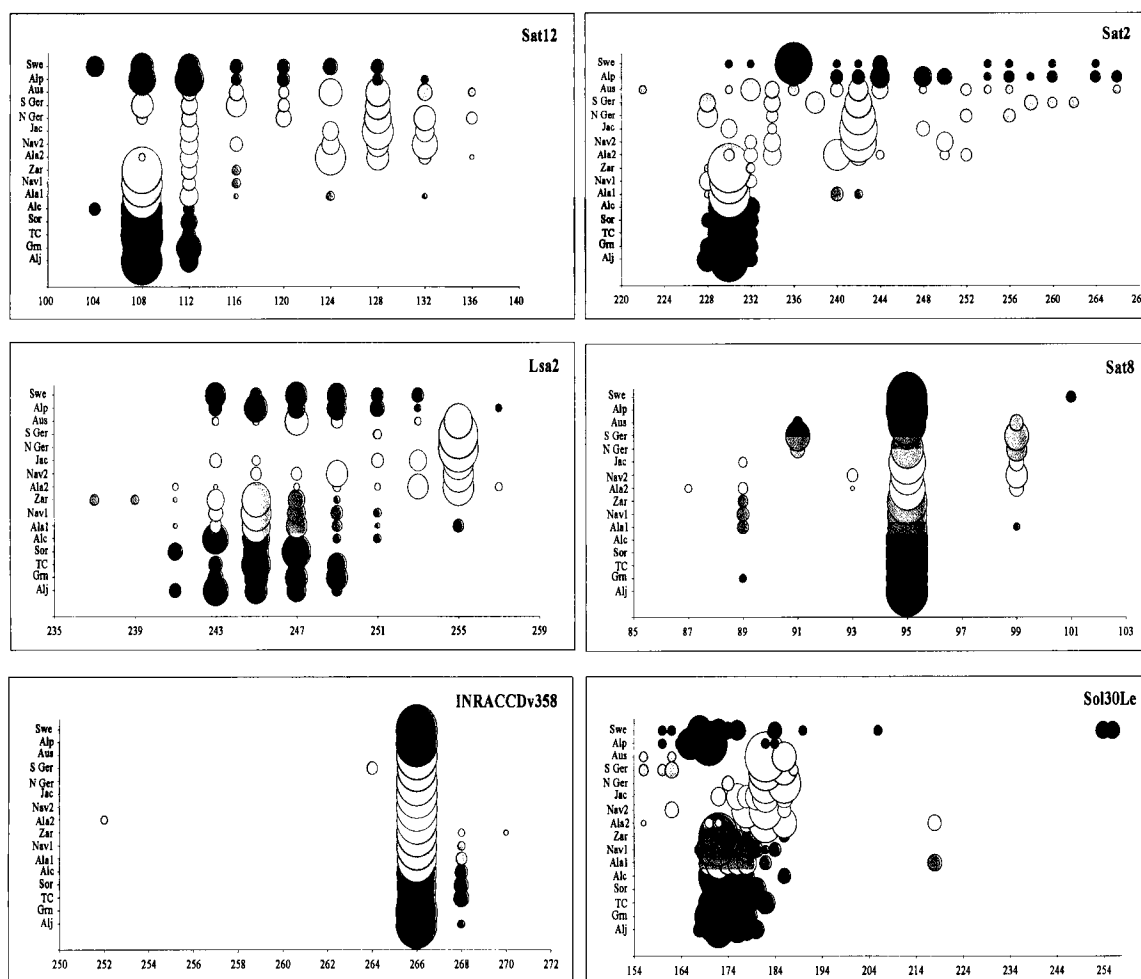 Sat12
Swe
Alp
Aus
S Ger
N Ger
Jac
Nav2
Ala2
Zar
Nav1
Ala1
Alc
Sor
TC
Grn
Alj
100 104 108 112 116 120 124 128 132 136 140
Sat2
Swe
Alp
Aus
S Ger
N Ger
Jac
Nav2
Ala2
Zar
Nav1
Ala1
Alc
Sor
TC
Grn
Alj
220 224 228 232 236 240 244 248 252 256 260 264
Lsa2
Swe
Alp
Aus
S Ger
N Ger
Jac
Nav2
Ala2
Zar
Nav1
Ala1
Alc
Sor
TC
Grn
Alj
235 239 243 247 251 255 259
Sat8
Swe
Alp
Aus
S Ger
N Ger
Jac
Nav2
Ala2
Zar
Nav1
Ala1
Alc
Sor
TC
Grn
Alj
85 87 89 91 93 95 97 99 101 103
INRACCDv358
Swe
Alp
Aus
S Ger
N Ger
Jac
Nav2
Ala2
Zar
Nav1
Ala1
Alc
Sor
TC
Grn
Alj
250 252 254 256 258 260 262 264 266 268 270 272
Sol30Le
Swe
Alp
Aus
S Ger
N Ger
Jac
Nav2
Ala2
Zar
Nav1
Ala1
Alc
Sor
TC
Grn
Alj
154 164 174 184 194 204 214 224 234 244 254